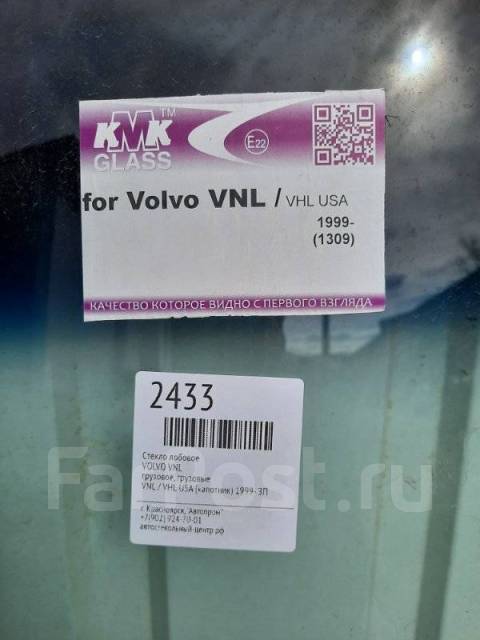 KMK™
GLASS
E22
for Volvo VNL / VHL USA
1999-
(1309)
КАЧЕСТВО КОТОРОЕ ВИДНО С ПЕРВОГО ВЗГЛЯДА
2433
Стекло лобовое
VOLVO VNL
грузовое, грузовые
VNL / VHL USA (капотник) 1999- ЗП
г. Красноярск, "Автопром"
+7(902) 924-70-01
автостекольный-центр.рф
FarPost.ru